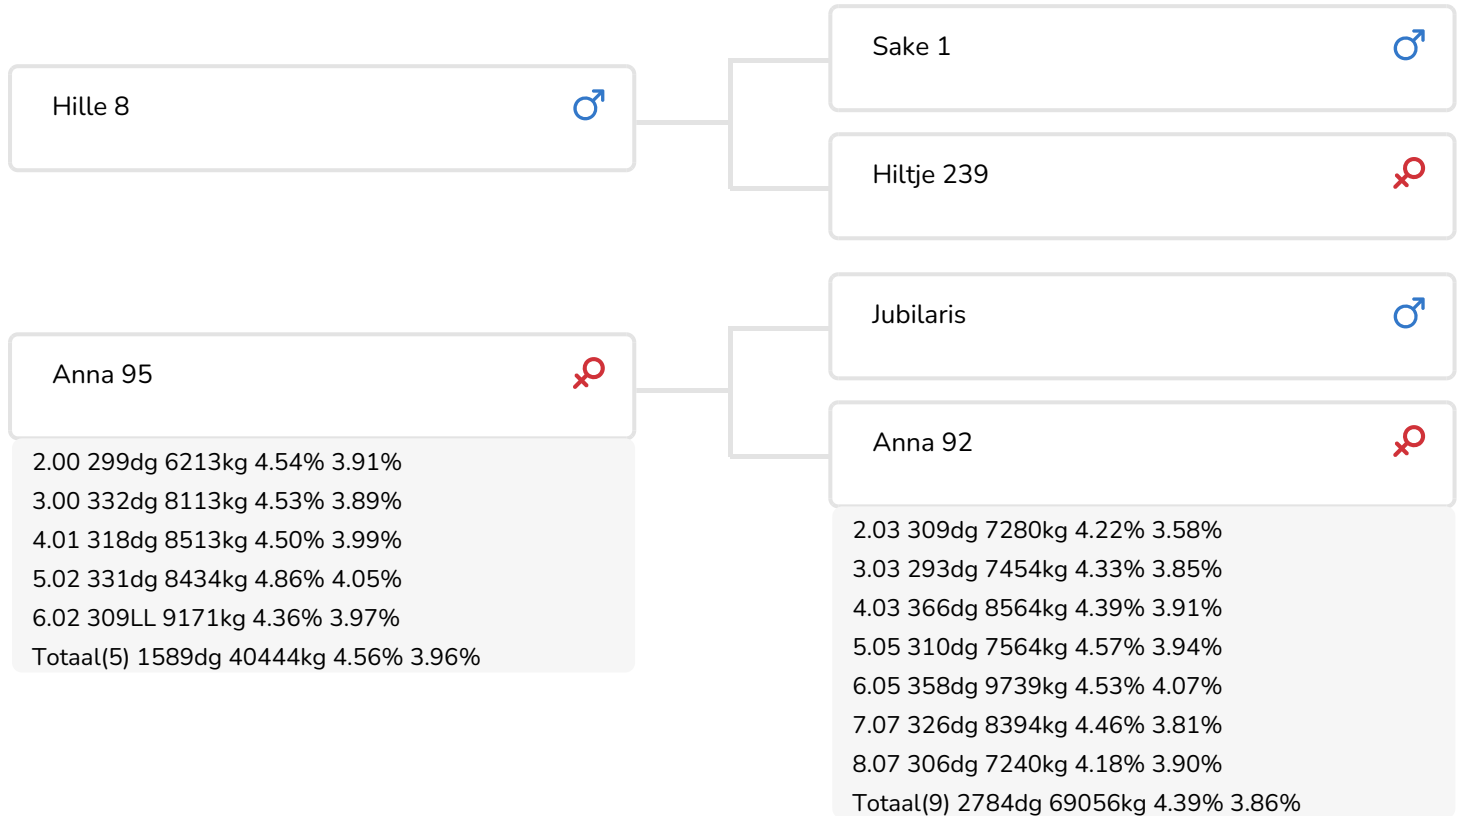 Hille 8
Sake 1
Hiltje 239
Anna 95
2.00 299dg 6213kg 4.54% 3.91%
3.00 332dg 8113kg 4.53% 3.89%
4.01 318dg 8513kg 4.50% 3.99%
5.02 331dg 8434kg 4.86% 4.05%
6.02 309LL 9171kg 4.36% 3.97%
Totaal(5) 1589dg 40444kg 4.56% 3.96%
Jubilaris
Anna 92
2.03 309dg 7280kg 4.22% 3.58%
3.03 293dg 7454kg 4.33% 3.85%
4.03 366dg 8564kg 4.39% 3.91%
5.05 310dg 7564kg 4.57% 3.94%
6.05 358dg 9739kg 4.53% 4.07%
7.07 326dg 8394kg 4.46% 3.81%
8.07 306dg 7240kg 4.18% 3.90%
Totaal(9) 2784dg 69056kg 4.39% 3.86%